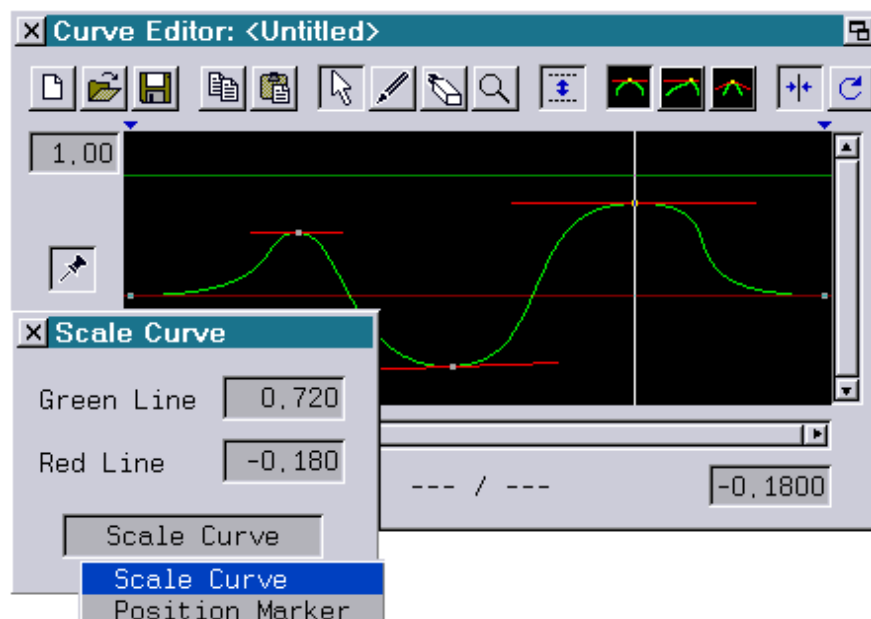 Curve Editor: <Untitled>
1,00
Scale Curve
Green Line 0,720
Red Line -0,180
--- / --- -0,1800
Scale Curve
Scale Curve
Position Marker